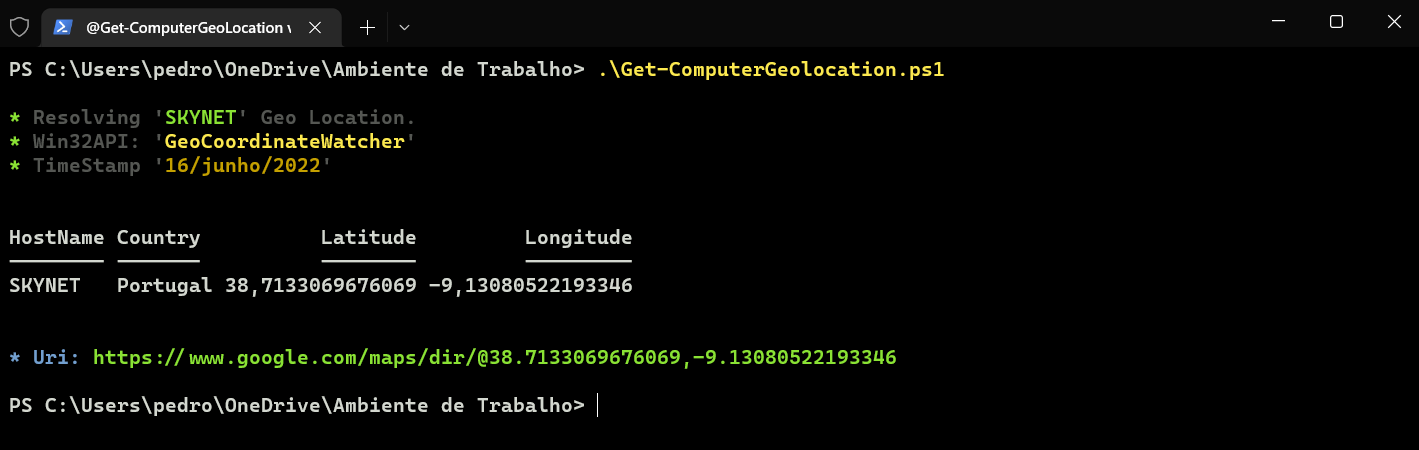 @Get-ComputerGeoLocation v
PS C:\Users\pedro\OneDrive\Ambiente de Trabalho> .\Get-ComputerGeolocation.ps1
* Resolving 'SKYNET' Geo Location.
* Win32API: 'GeoCoordinateWatcher'
* TimeStamp '16/junho/2022'
HostName Country Latitude Longitude
-------- ------- -------- ---------
SKYNET Portugal 38,7133069676069 -9,13080522193346
* Uri: https://www.google.com/maps/dir/@38.7133069676069,-9.13080522193346
PS C:\Users\pedro\OneDrive\Ambiente de Trabalho>